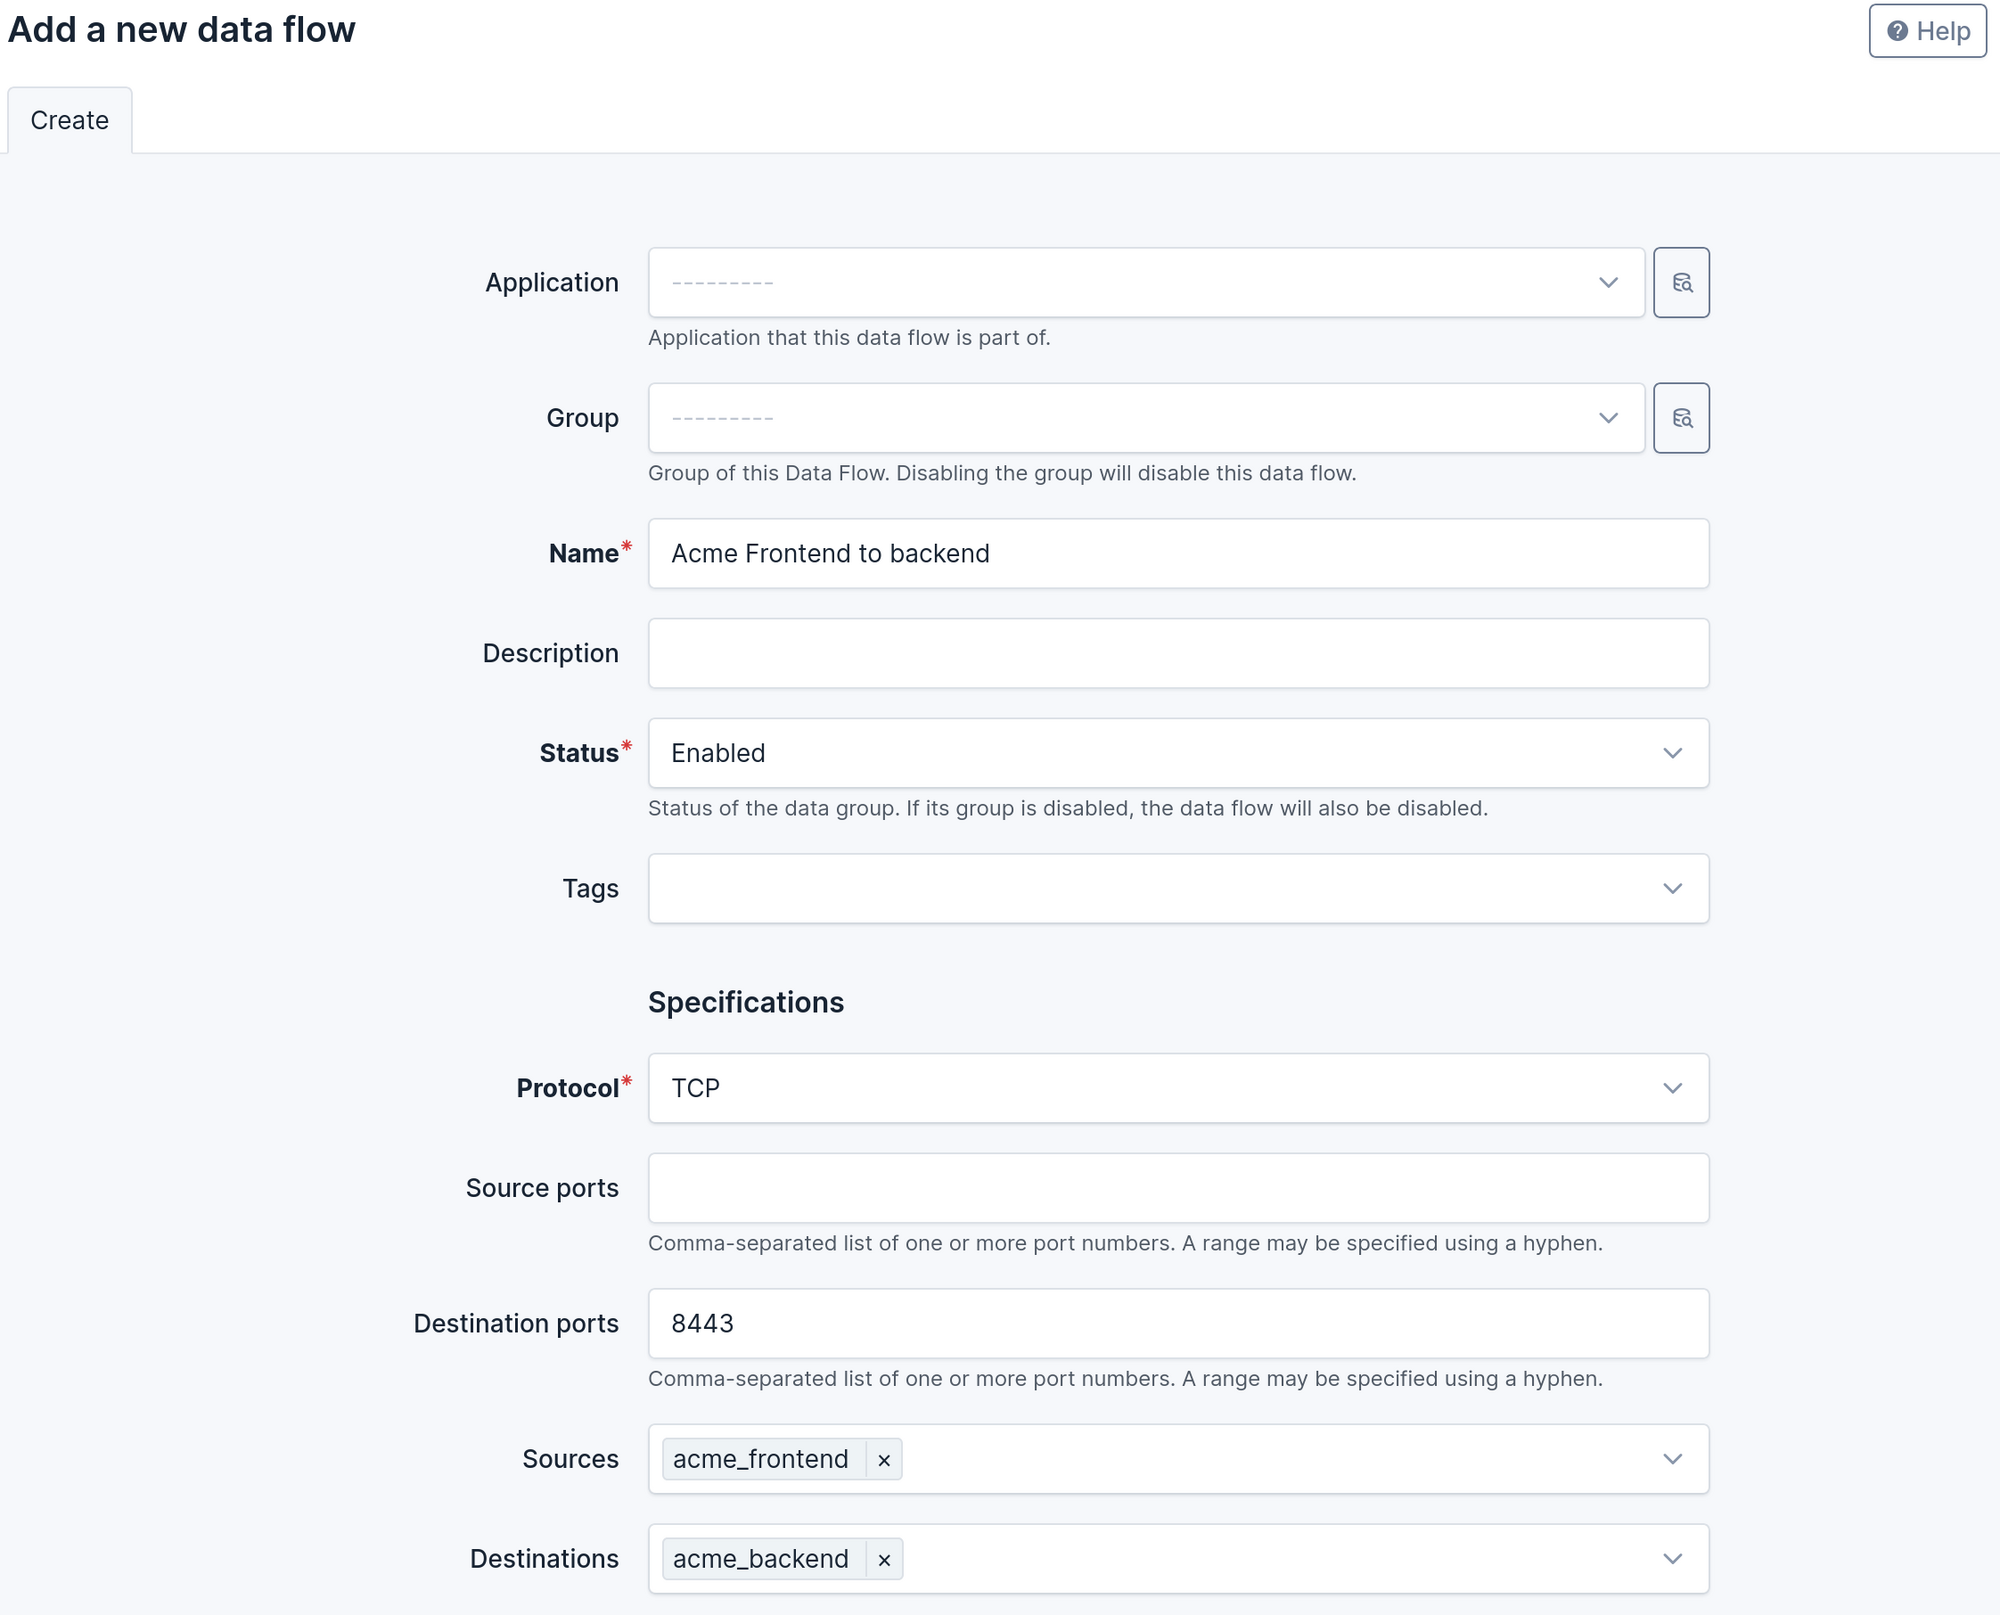 Add a new data flow
Help
Create
Application
---------
Application that this data flow is part of.
Group
---------
Group of this Data Flow. Disabling the group will disable this data flow.
Name*
Acme Frontend to backend
Description
Status*
Enabled
Status of the data group. If its group is disabled, the data flow will also be disabled.
Tags
Specifications
Protocol*
TCP
Source ports
Comma-separated list of one or more port numbers. A range may be specified using a hyphen.
Destination ports
8443
Comma-separated list of one or more port numbers. A range may be specified using a hyphen.
Sources
acme_frontend ×
Destinations
acme_backend ×